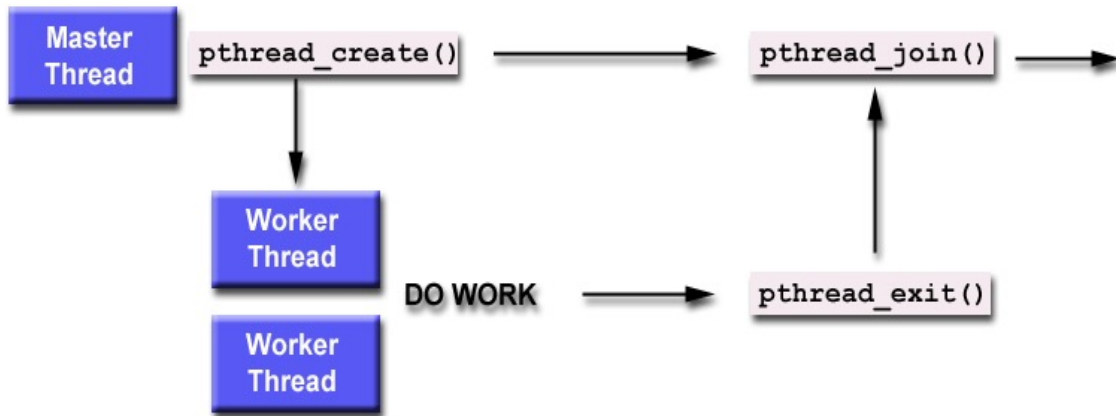 Master
Thread
pthread_create()
pthread_join()
Worker
Thread
DO WORK
pthread_exit()
Worker
Thread